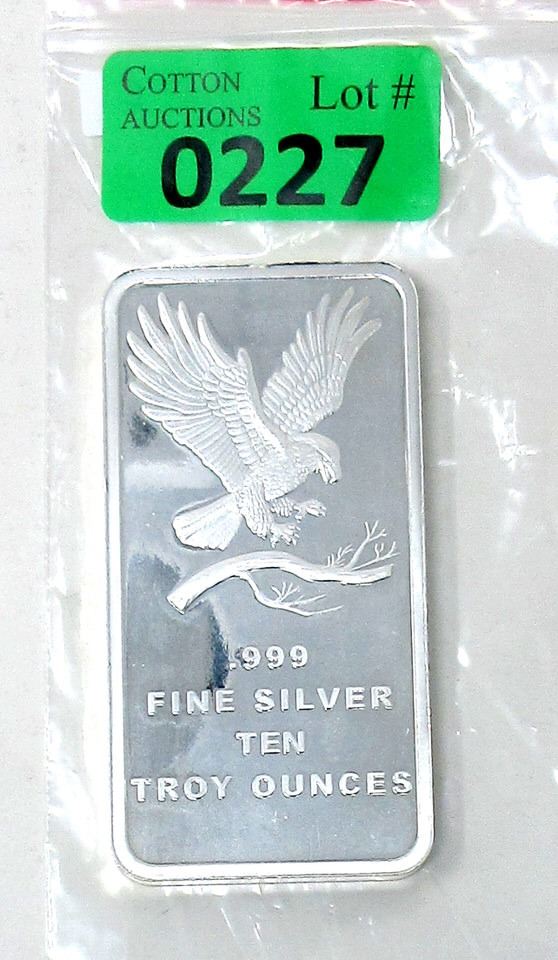 COTTON
AUCTIONS
Lot #
0227
.999
FINE SILVER
TEN
TROY OUNCES